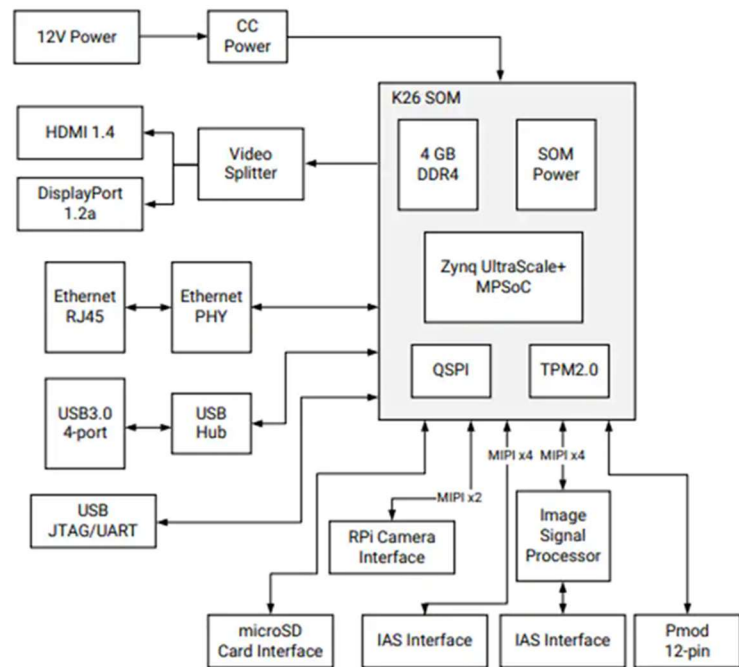 12V Power
CC
Power
K26 SOM
HDMI 1.4
DisplayPort
1.2a
Video
Splitter
4 GB
DDR4
SOM
Power
Zynq UltraScale+
MPSoC
Ethernet
RJ45
Ethernet
PHY
QSPI
TPM2.0
USB3.0
4-port
USB
Hub
MIPI x4
MIPI x4
MIPI x2
USB
JTAG/UART
RPi Camera
Interface
Image
Signal
Processor
microSD
Card Interface
IAS Interface
IAS Interface
Pmod
12-pin